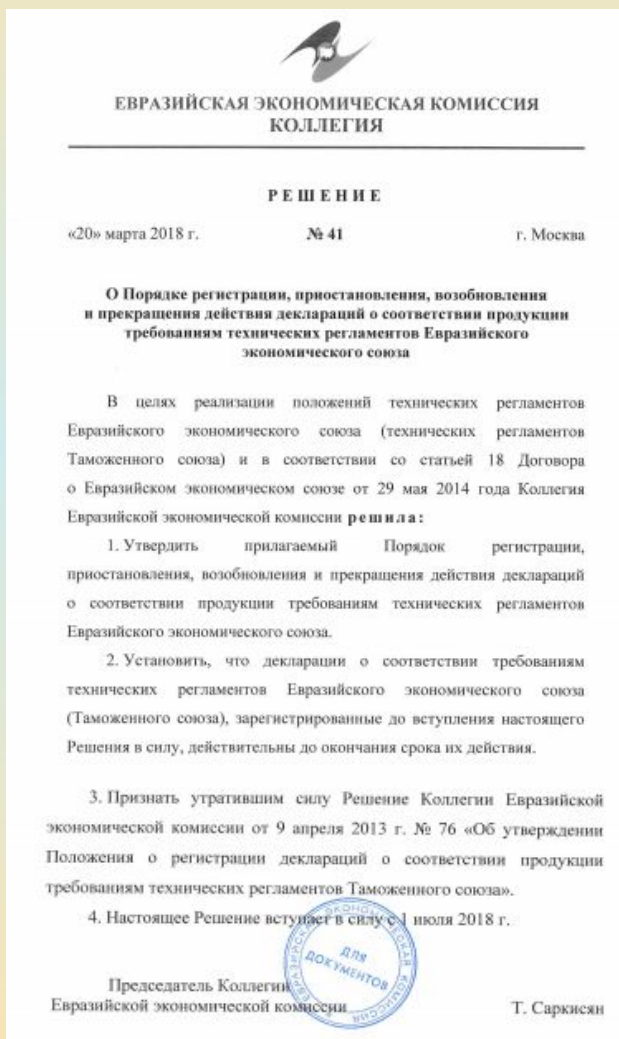 ЕВРАЗИЙСКАЯ ЭКОНОМИЧЕСКАЯ КОМИССИЯ
КОЛЛЕГИЯ
РЕШЕНИЕ
«20» марта 2018 г. № 41 г. Москва
О Порядке регистрации, приостановления, возобновления
и прекращения действия деклараций о соответствии продукции
требованиям технических регламентов Евразийского
экономического союза
В целях реализации положений технических регламентов
Евразийского экономического союза (технических регламентов
Таможенного союза) и в соответствии со статьей 18 Договора
о Евразийском экономическом союзе от 29 мая 2014 года Коллегия
Евразийской экономической комиссии решила:
1. Утвердить прилагаемый Порядок регистрации,
приостановления, возобновления и прекращения действия деклараций
о соответствии продукции требованиям технических регламентов
Евразийского экономического союза.
2. Установить, что декларации о соответствии требованиям
технических регламентов Евразийского экономического союза
(Таможенного союза), зарегистрированные до вступления настоящего
Решения в силу, действительны до окончания срока их действия.
3. Признать утратившим силу Решение Коллегии Евразийской
экономической комиссии от 9 апреля 2013 г. № 76 «Об утверждении
Положения о регистрации деклараций о соответствии продукции
требованиям технических регламентов Таможенного союза».
4. Настоящее Решение вступает в силу с 1 июля 2018 г.
ЕВРАЗИЙСКАЯ ЭКОНОМИЧЕСКАЯ КОМИССИЯ
ДЛЯ
ДОКУМЕНТОВ
Председатель Коллегии
Евразийской экономической комиссии Т. Саркисян